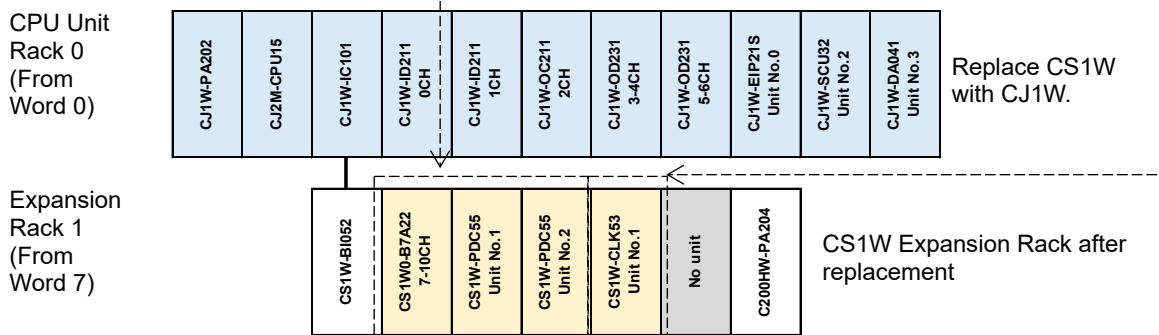 CPU Unit
Rack 0
(From
Word 0)
CJ1W-PA202
CJ2M-CPU15
CJ1W-IC101
CJ1W-ID211
0CH
CJ1W-ID211
1CH
CJ1W-OC211
2CH
CJ1W-OD231
3-4CH
CJ1W-OD231
5-6CH
CJ1W-EIP21S
Unit No.0
CJ1W-SCU32
Unit No.2
CJ1W-DA041
Unit No.3
Replace CS1W
with CJ1W.
Expansion
Rack 1
(From
Word 7)
CS1W-BI052
CS1W0-B7A22
7-10CH
CS1W-PDC55
Unit No.1
CS1W-PDC55
Unit No.2
CS1W-CLK53
Unit No.1
No unit
C200HW-PA204
CS1W Expansion Rack after
replacement